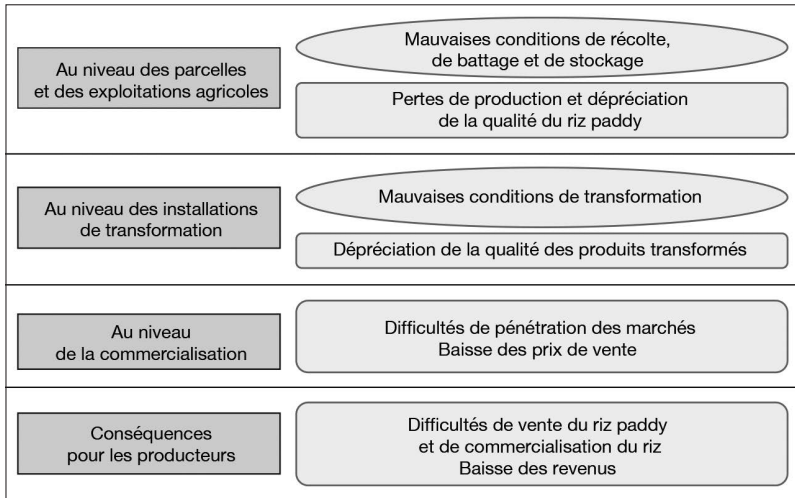 Au niveau des parcelles
et des exploitations agricoles
Mauvaises conditions de récolte,
de battage et de stockage
Pertes de production et dépréciation
de la qualité du riz paddy
Au niveau des installations
de transformation
Mauvaises conditions de transformation
Dépréciation de la qualité des produits transformés
Au niveau
de la commercialisation
Difficultés de pénétration des marchés
Baisse des prix de vente
Conséquences
pour les producteurs
Difficultés de vente du riz paddy
et de commercialisation du riz
Baisse des revenus